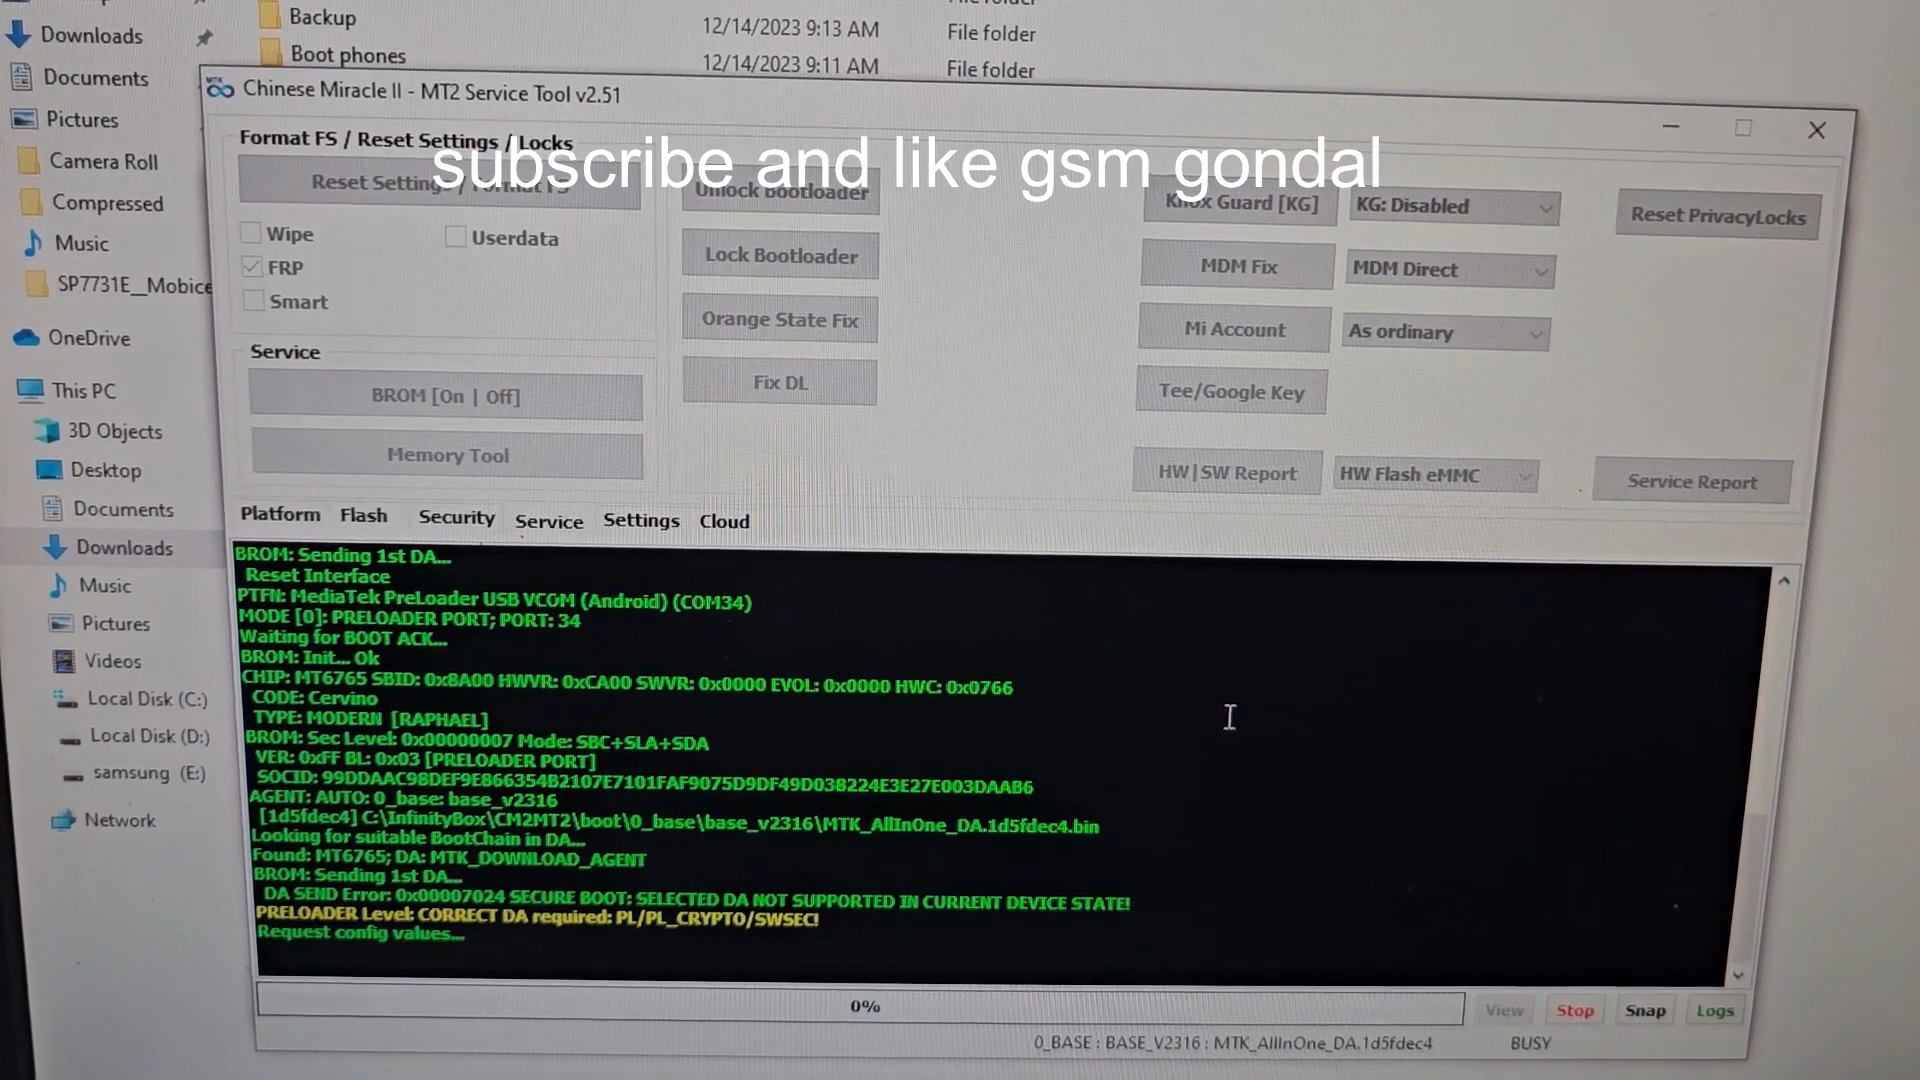 Backup
12/14/2023 9:13 AM
File folder
Downloads
Boot phones
12/14/2023 9:11 AM
File folder
Documents
Chinese Miracle II - MT2 Service Tool v2.51
Pictures
Format FS / Reset Settings / Locks
subscribe and like gsm gondal
Camera Roll
Reset Settings / Format FS
Unlock Bootloader
Knox Guard [KG]
KG: Disabled
Reset PrivacyLocks
Compressed
Wipe
Userdata
Music
Lock Bootloader
MDM Fix
MDM Direct
FRP
SP7731E__Mobice
Smart
Orange State Fix
Mi Account
As ordinary
OneDrive
Service
Fix DL
Tee/Google Key
This PC
BROM [On | Off]
3D Objects
Memory Tool
HW|SW Report
HW Flash eMMC
Service Report
Desktop
Documents
Platform Flash Security Service Settings Cloud
Downloads
BROM: Sending 1st DA...
Reset Interface
Music
PTFN: MediaTek PreLoader USB VCOM (Android) (COM34)
MODE [0]: PRELOADER PORT; PORT: 34
Pictures
Waiting for BOOT ACK...
BROM: Init... Ok
Videos
CHIP: MT6765 SBID: 0x8A00 HWVR: 0xCA00 SWVR: 0x0000 EVOL: 0x0000 HWC: 0x0766
CODE: Cervino
Local Disk (C:)
TYPE: MODERN [RAPHAEL]
BROM: Sec Level: 0x00000007 Mode: SBC+SLA+SDA
Local Disk (D:)
VER: 0xFF BL: 0x03 [PRELOADER PORT]
SOCID: 99DDAAC98DEF9E866354B2107E7101FAF9075D9DF49D038224E3E27E003DAAB6
samsung (E:)
AGENT: AUTO: 0_base: base_v2316
[1d5fdec4] C:\InfinityBox\CM2MT2\boot\0_base\base_v2316\MTK_AllInOne_DA.1d5fdec4.bin
Network
Looking for suitable BootChain in DA...
Found: MT6765; DA: MTK_DOWNLOAD_AGENT
BROM: Sending 1st DA...
DA SEND Error: 0x00007024 SECURE BOOT: SELECTED DA NOT SUPPORTED IN CURRENT DEVICE STATE!
PRELOADER Level: CORRECT DA required: PL/PL_CRYPTO/SWSEC!
Request config values...
0%
View
Stop
Snap
Logs
0_BASE : BASE_V2316 : MTK_AllInOne_DA.1d5fdec4
BUSY